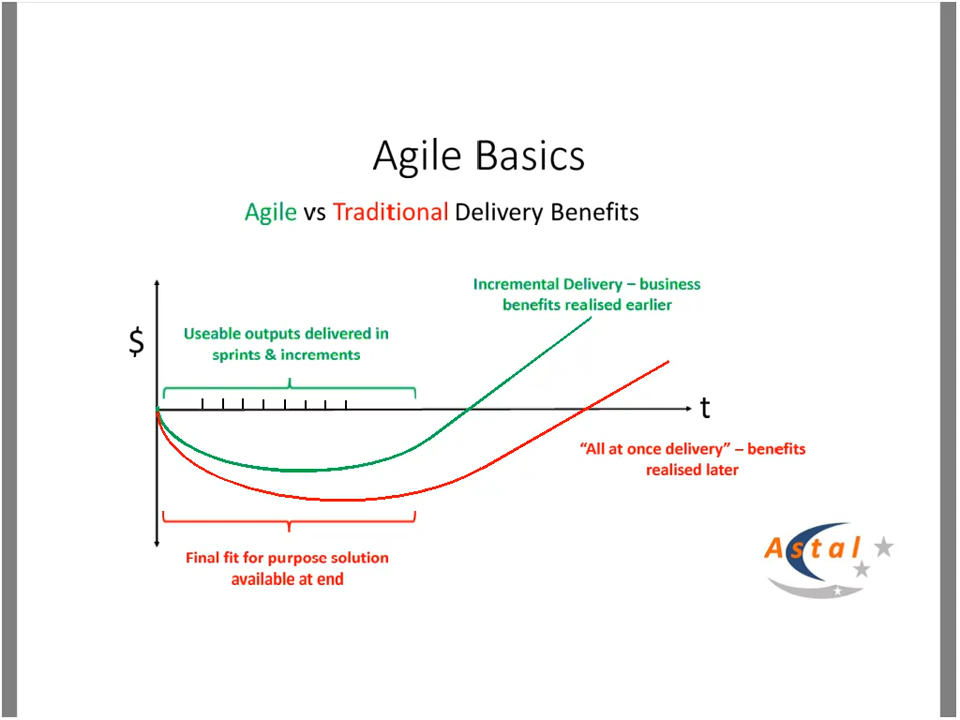 Agile Basics
Agile vs Traditional Delivery Benefits
Incremental Delivery – business
benefits realised earlier
$
Useable outputs delivered in
sprints & increments
t
“All at once delivery” – benefits
realised later
Final fit for purpose solution
available at end
Astal